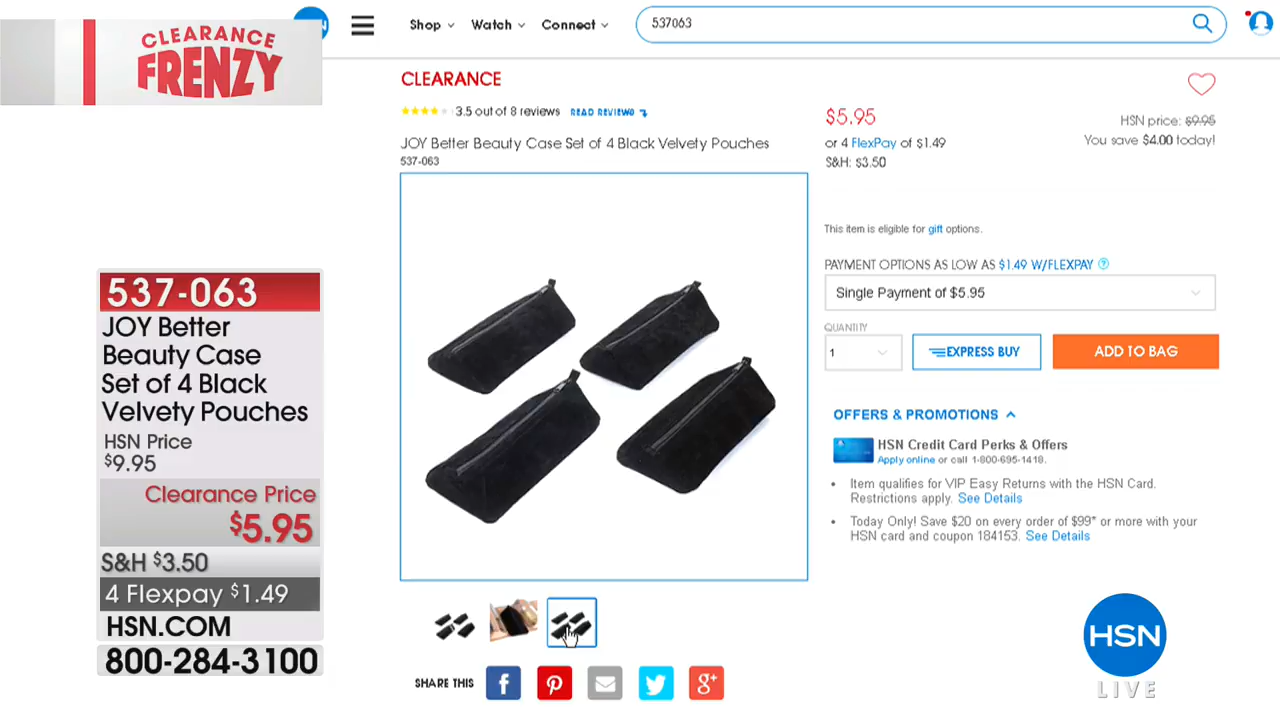 CLEARANCE
FRENZY
Shop
Watch
Connect
537063
CLEARANCE
3.5 out of 8 reviews
READ REVIEWS
JOY Better Beauty Case Set of 4 Black Velvety Pouches
537-063
$5.95
HSN price: $9.95
or 4 FlexPay of $1.49
You save $4.00 today!
S&H: $3.50
This item is eligible for gift options.
PAYMENT OPTIONS AS LOW AS $1.49 W/FLEXPAY ?
Single Payment of $5.95
QUANTITY
1
EXPRESS BUY
ADD TO BAG
OFFERS & PROMOTIONS
HSN Credit Card Perks & Offers
Apply online or call 1-800-695-1418.
• Item qualifies for VIP Easy Returns with the HSN Card.
Restrictions apply. See Details
• Today Only! Save $20 on every order of $99* or more with your
HSN card and coupon 184153. See Details
SHARE THIS
537-063
JOY Better
Beauty Case
Set of 4 Black
Velvety Pouches
HSN Price
$9.95
Clearance Price
$5.95
S&H $3.50
4 Flexpay $1.49
HSN.COM
800-284-3100
HSN
LIVE